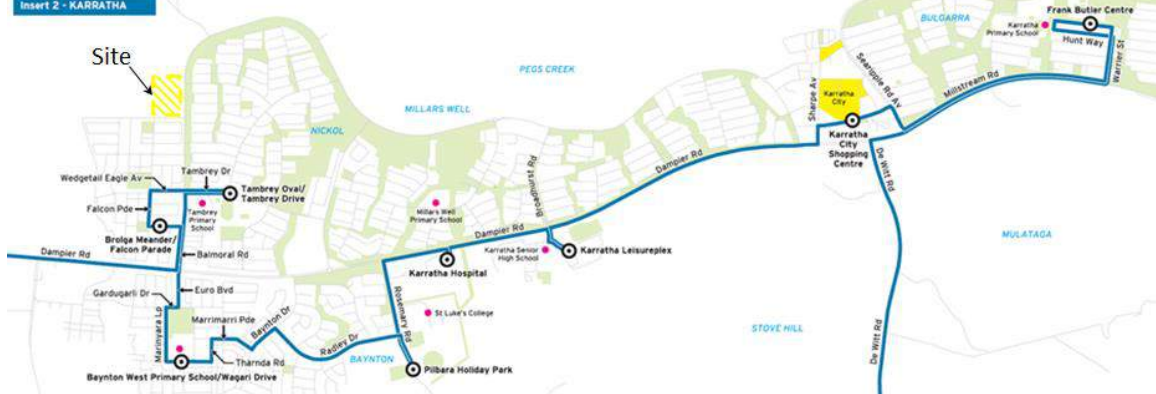 Insert 2 - KARRATHA
Site
PEGS CREEK
MILLARS WELL
NICKOL
BULGARRA
Frank Butler Centre
Karratha
Primary School
Hunt Way
Warrier St
Millstream Rd
Searipple Rd Av
Sharpe Av
Karratha
City
Karratha
City
Shopping
Centre
De Witt Rd
De Witt Rd
MULATAGA
STOVE HILL
Dampier Rd
Broadhurst Rd
Millars Well
Primary School
Dampier Rd
Karratha Senior
High School
Karratha Leisureplex
Karratha Hospital
Rosemary Rd
St Luke's College
Pilbara Holiday Park
BAYNTON
Radley Dr
Baynton Dr
Tambrey Dr
Wedgetail Eagle Av
Tambrey Oval/
Tambrey Drive
Falcon Pde
Tambrey
Primary
School
Brolga Meander/
Falcon Parade
Dampier Rd
Balmoral Rd
Gardugarli Dr
Euro Bvd
Marrimarri Pde
Marinyara Lp
Tharnda Rd
Baynton West Primary School/Wagari Drive